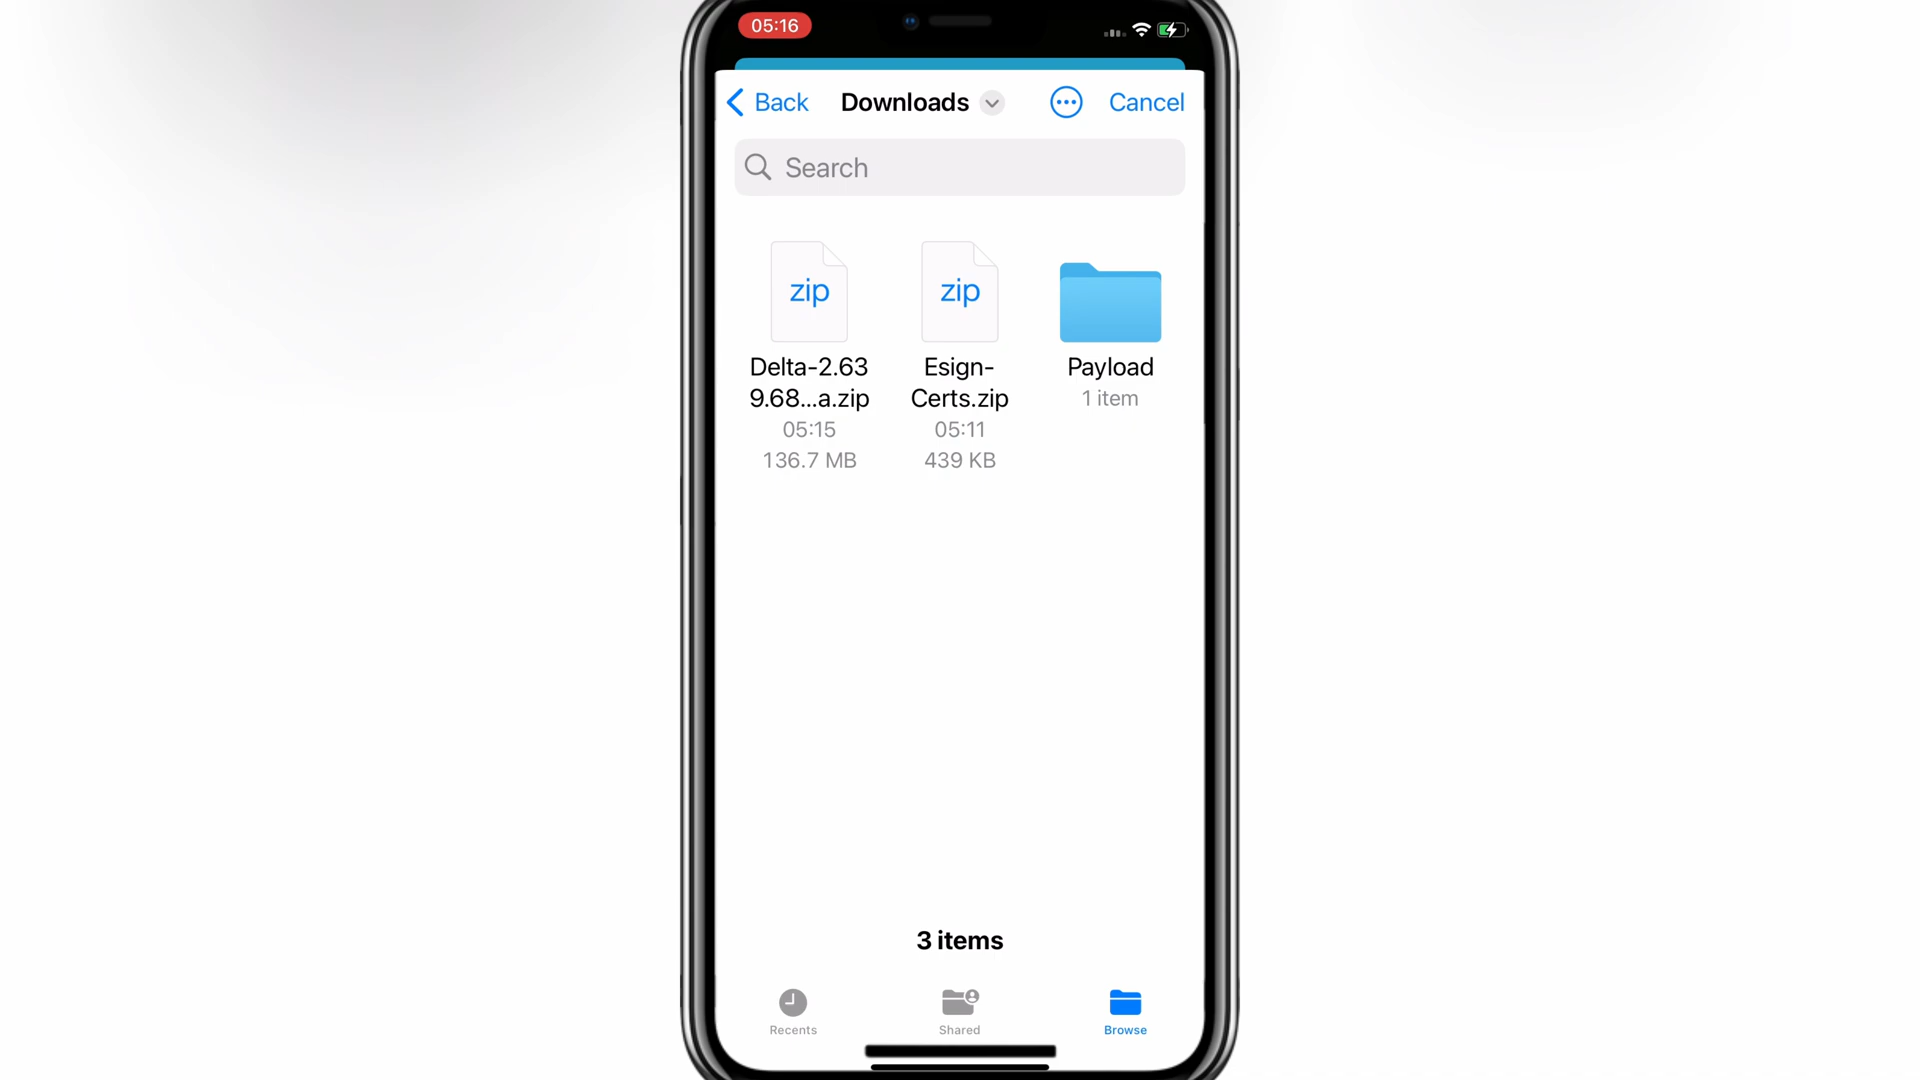 05:16
Back
Downloads
Cancel
Search
zip
zip
Delta-2.63
9.68...a.zip
05:15
136.7 MB
Esign-
Certs.zip
05:11
439 KB
Payload
1 item
3 items
Recents
Shared
Browse